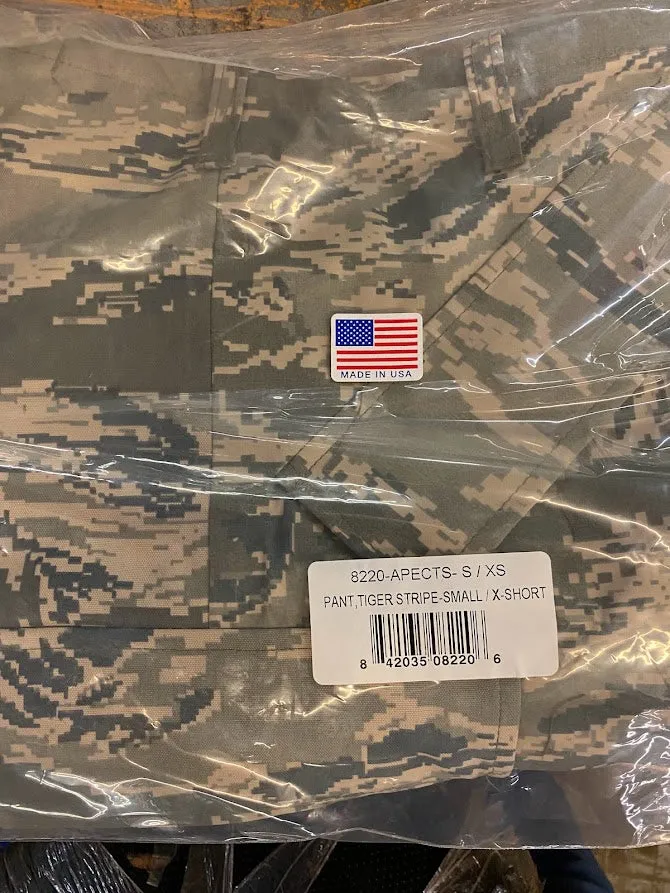 MADE IN USA
8220-APECTS- S / XS
PANT,TIGER STRIPE-SMALL / X-SHORT
8 42035 08220 6